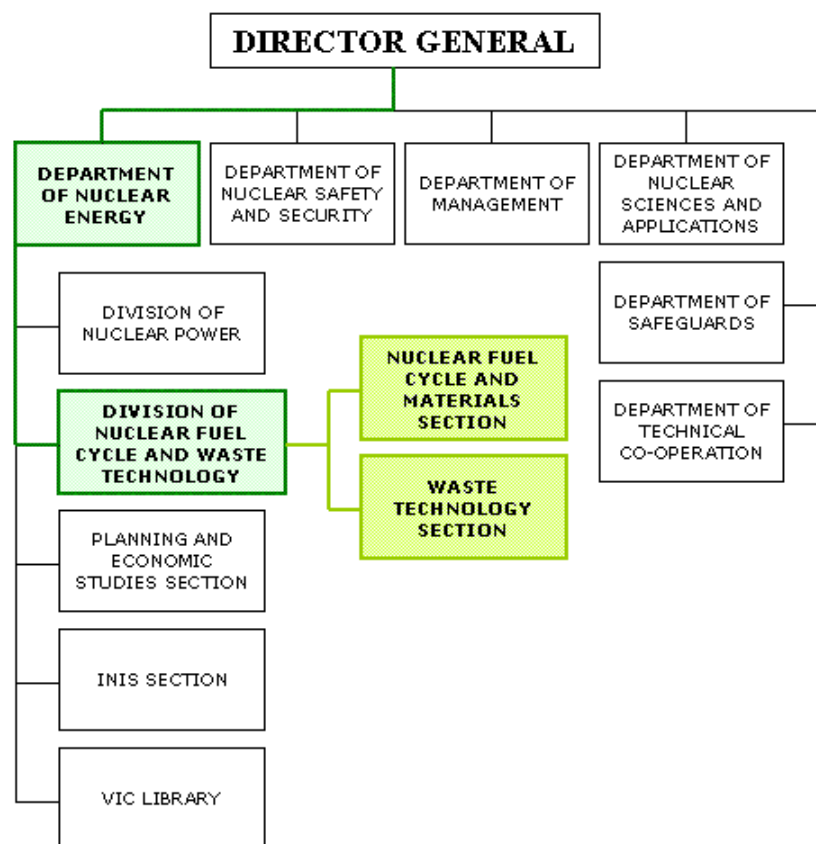 DIRECTOR GENERAL
DEPARTMENT
OF NUCLEAR
ENERGY
DEPARTMENT OF
NUCLEAR SAFETY
AND SECURITY
DEPARTMENT OF
MANAGEMENT
DEPARTMENT OF
NUCLEAR
SCIENCES AND
APPLICATIONS
DIVISION OF
NUCLEAR POWER
DEPARTMENT OF
SAFEGUARDS
NUCLEAR FUEL
CYCLE AND
MATERIALS
SECTION
DIVISION OF
NUCLEAR FUEL
CYCLE AND WASTE
TECHNOLOGY
DEPARTMENT OF
TECHNICAL
CO-OPERATION
WASTE
TECHNOLOGY
SECTION
PLANNING AND
ECONOMIC
STUDIES SECTION
INIS SECTION
VIC LIBRARY